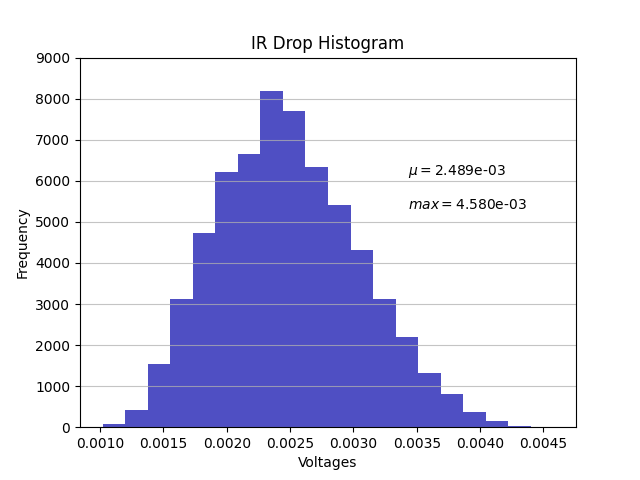 IR Drop Histogram
9000
8000
7000
6000
5000
4000
3000
2000
1000
0
Frequency
μ = 2.489e-03
max = 4.580e-03
0.0010 0.0015 0.0020 0.0025 0.0030 0.0035 0.0040 0.0045
Voltages